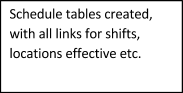 Schedule tables created,
with all links for shifts,
locations effective etc.